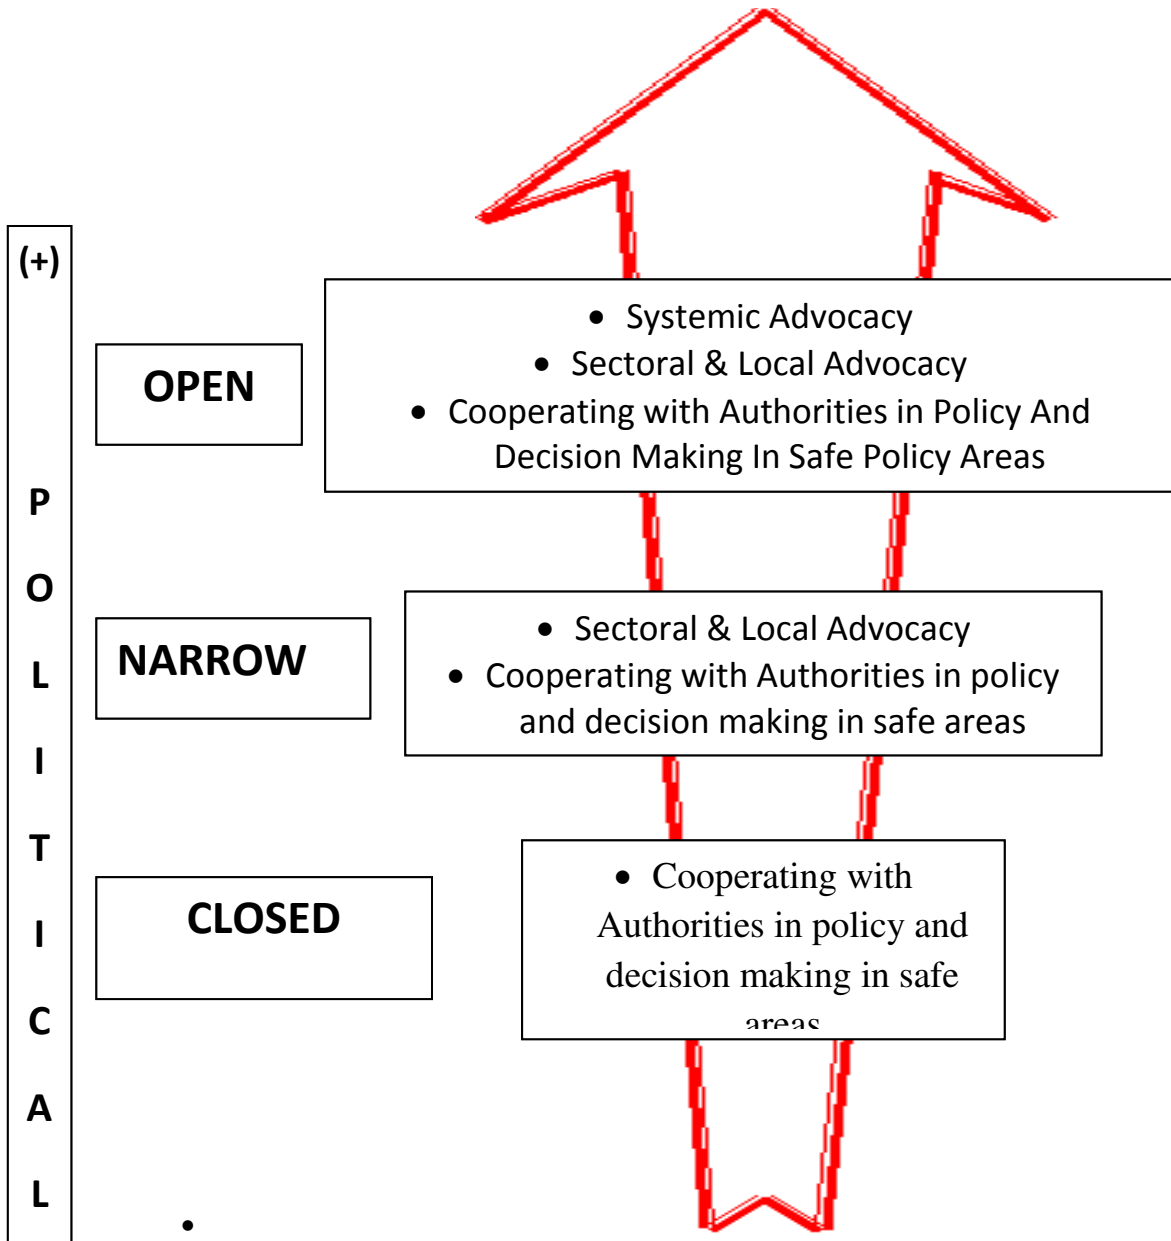 (+)
P
O
L
I
T
I
C
A
L
OPEN
• Systemic Advocacy
• Sectoral & Local Advocacy
• Cooperating with Authorities in Policy And
Decision Making In Safe Policy Areas
NARROW
• Sectoral & Local Advocacy
• Cooperating with Authorities in policy
and decision making in safe areas
CLOSED
• Cooperating with
Authorities in policy and
decision making in safe
areas
•